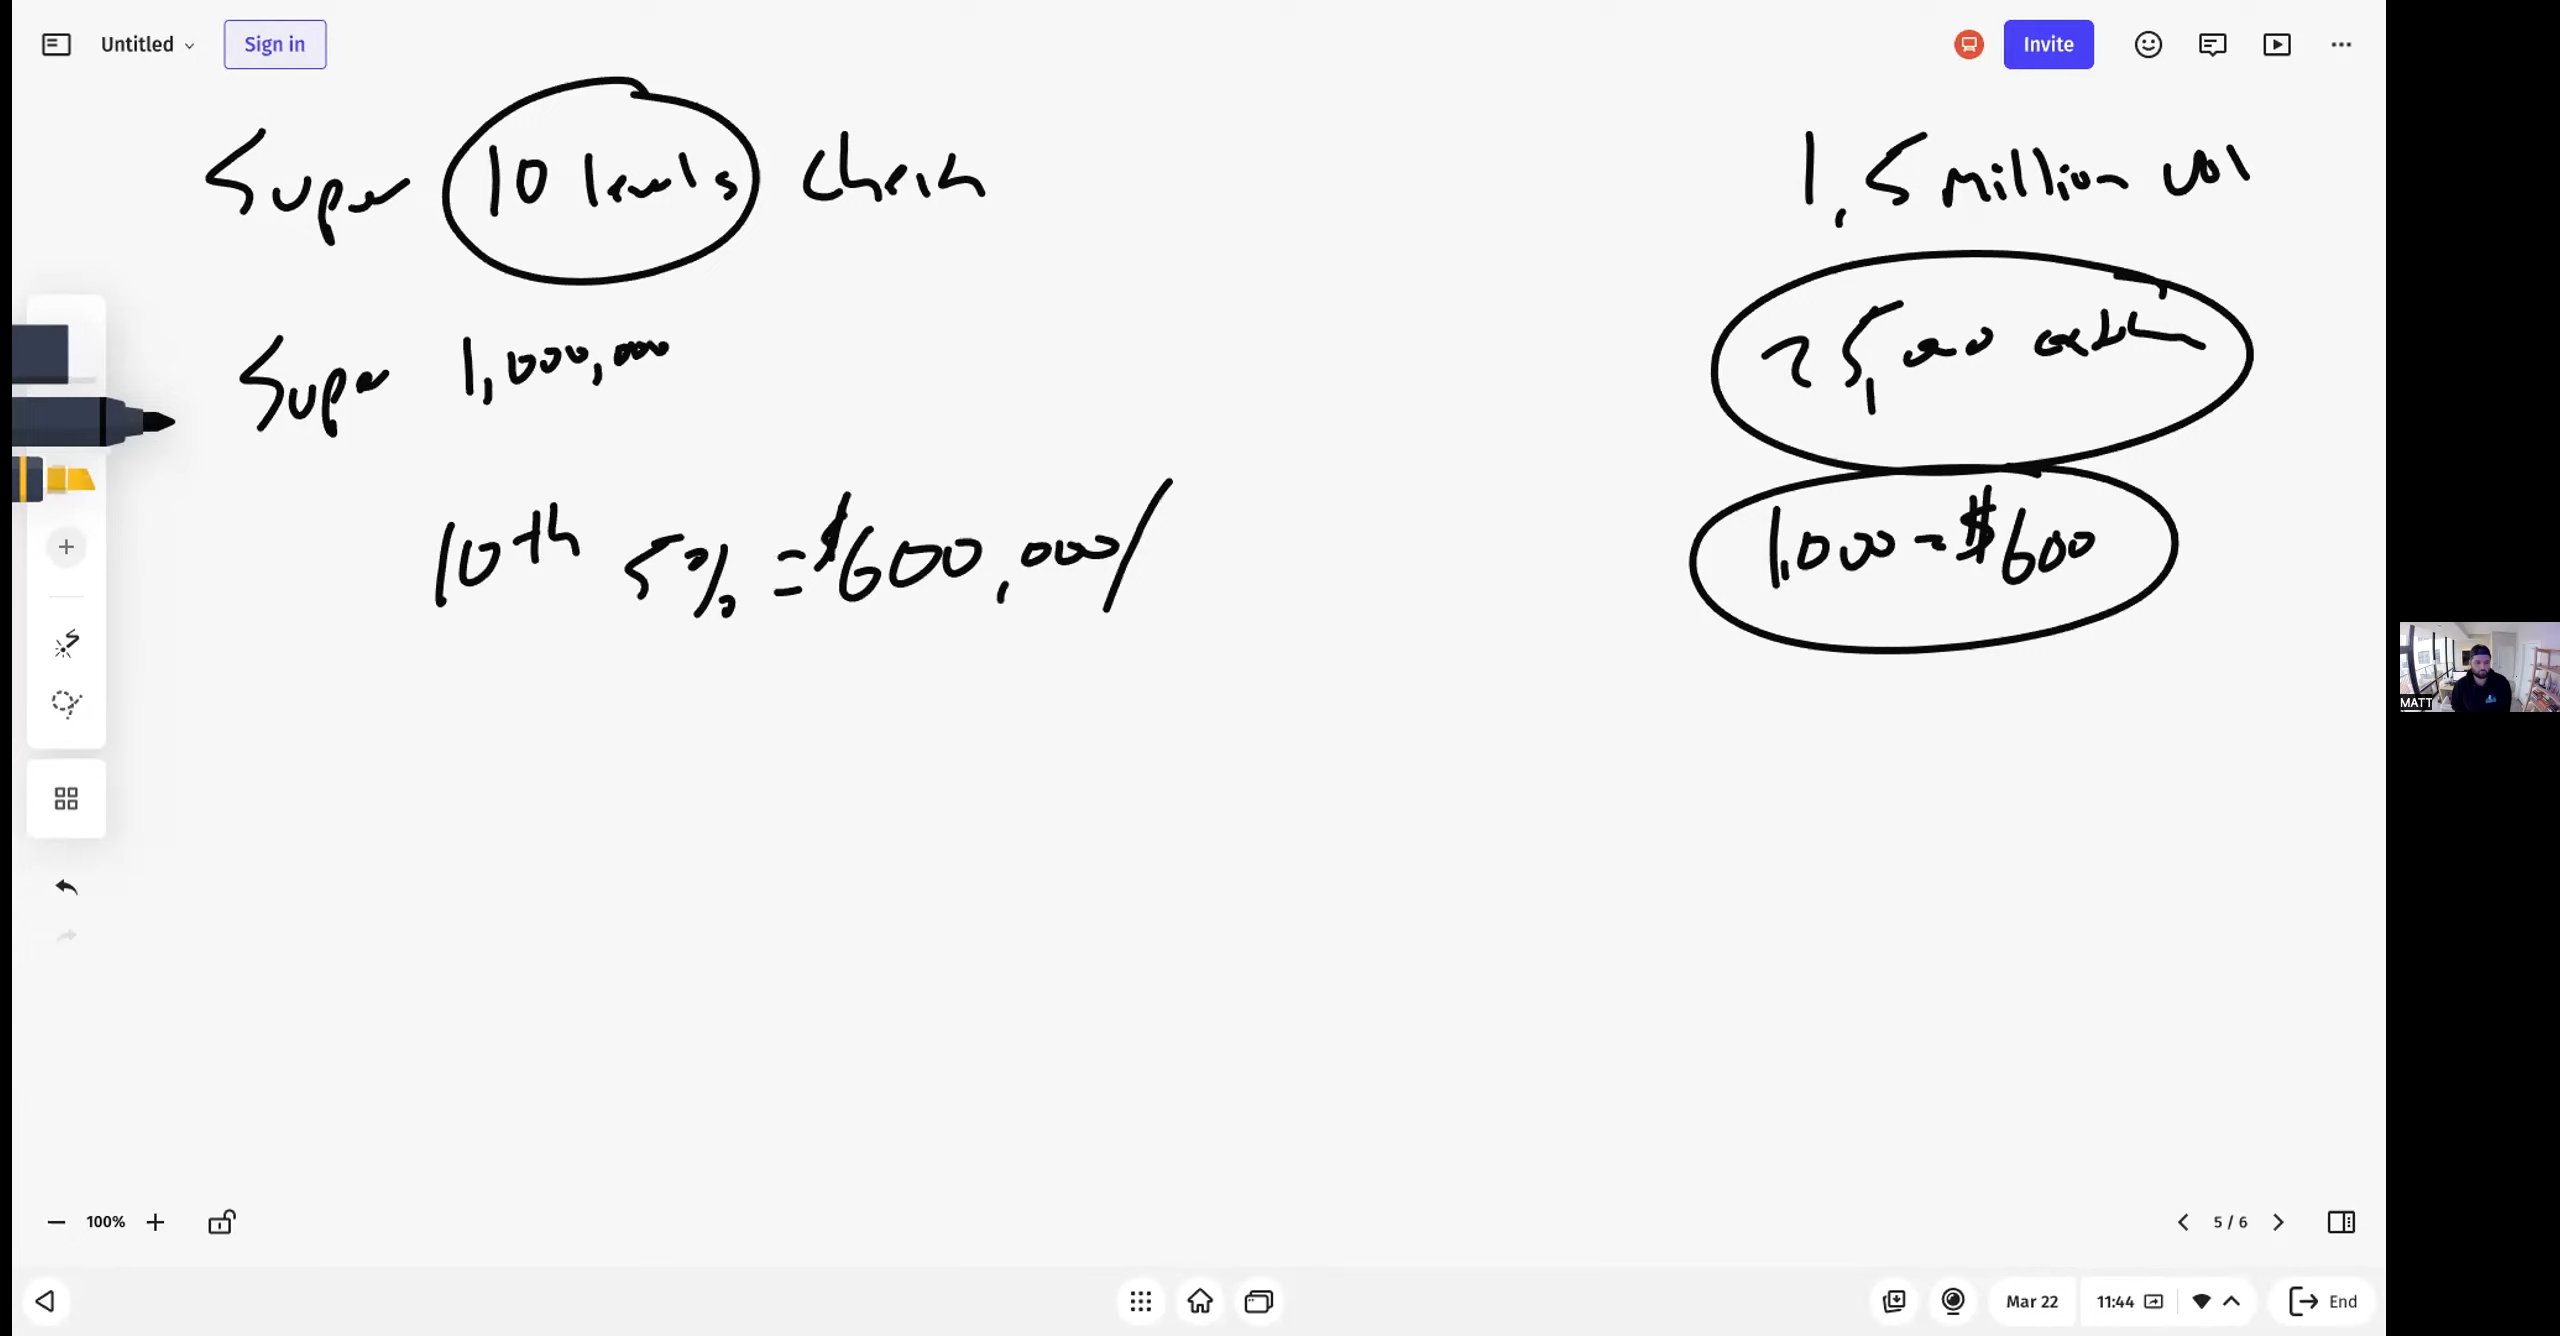 Untitled
Sign in
Invite
Super 10 levels check
1,5 million vol
Super 1,000,000
25,000 
1,000 = $600
10th 5% = $600,000/
MATT
100%
5 / 6
Mar 22
11:44
End